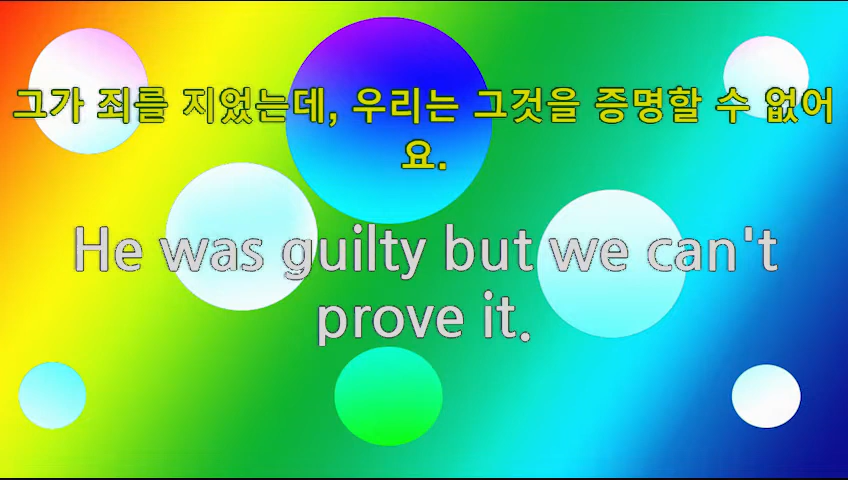 그가 죄를 지었는데, 우리는 그것을 증명할 수 없어
요.
He was guilty but we can't
prove it.